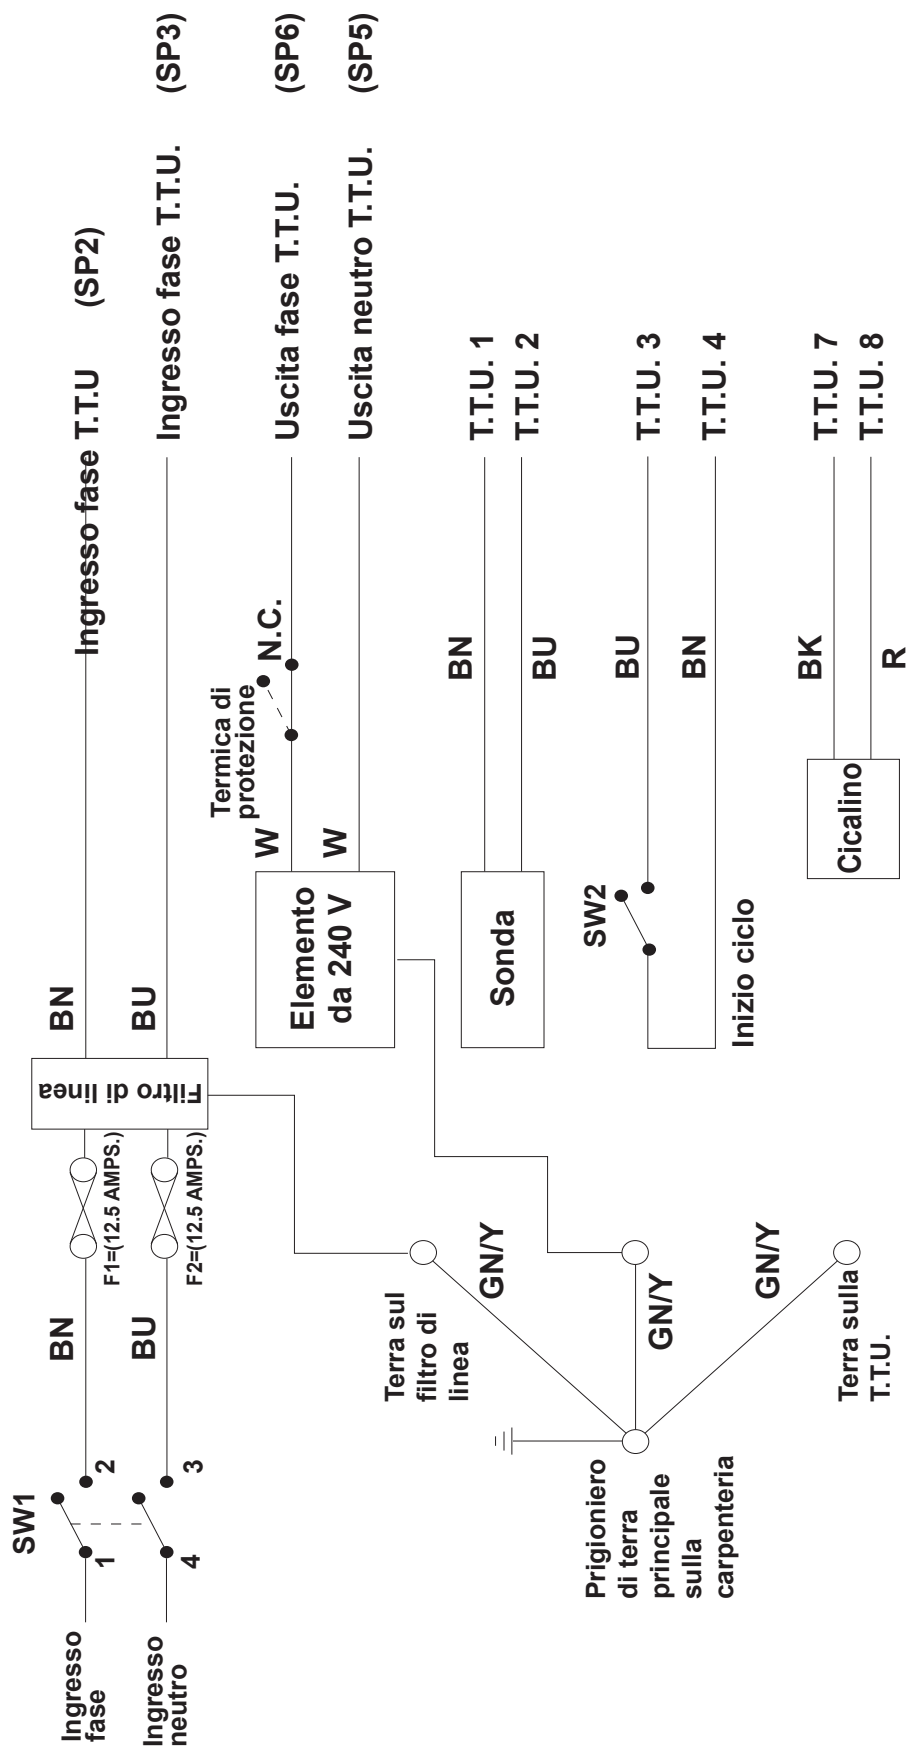 Ingresso
fase
Ingresso
neutro
SW1
1
2
4
3
BN
BU
F1=(12.5 AMPS.)
F2=(12.5 AMPS.)
Filtro di linea
BN
BU
Ingresso fase T.T.U
(SP2)
Ingresso fase T.T.U.
(SP3)
Elemento
da 240 V
W
W
Termica di
protezione
N.C.
Uscita fase T.T.U.
(SP6)
Uscita neutro T.T.U.
(SP5)
Sonda
BN
BU
T.T.U. 1
T.T.U. 2
SW2
Inizio ciclo
BU
BN
T.T.U. 3
T.T.U. 4
Cicalino
BK
R
T.T.U. 7
T.T.U. 8
Terra sul
filtro di
linea
GN/Y
GN/Y
GN/Y
Terra sulla
T.T.U.
Prigioniero
di terra
principale
sulla
carpenteria